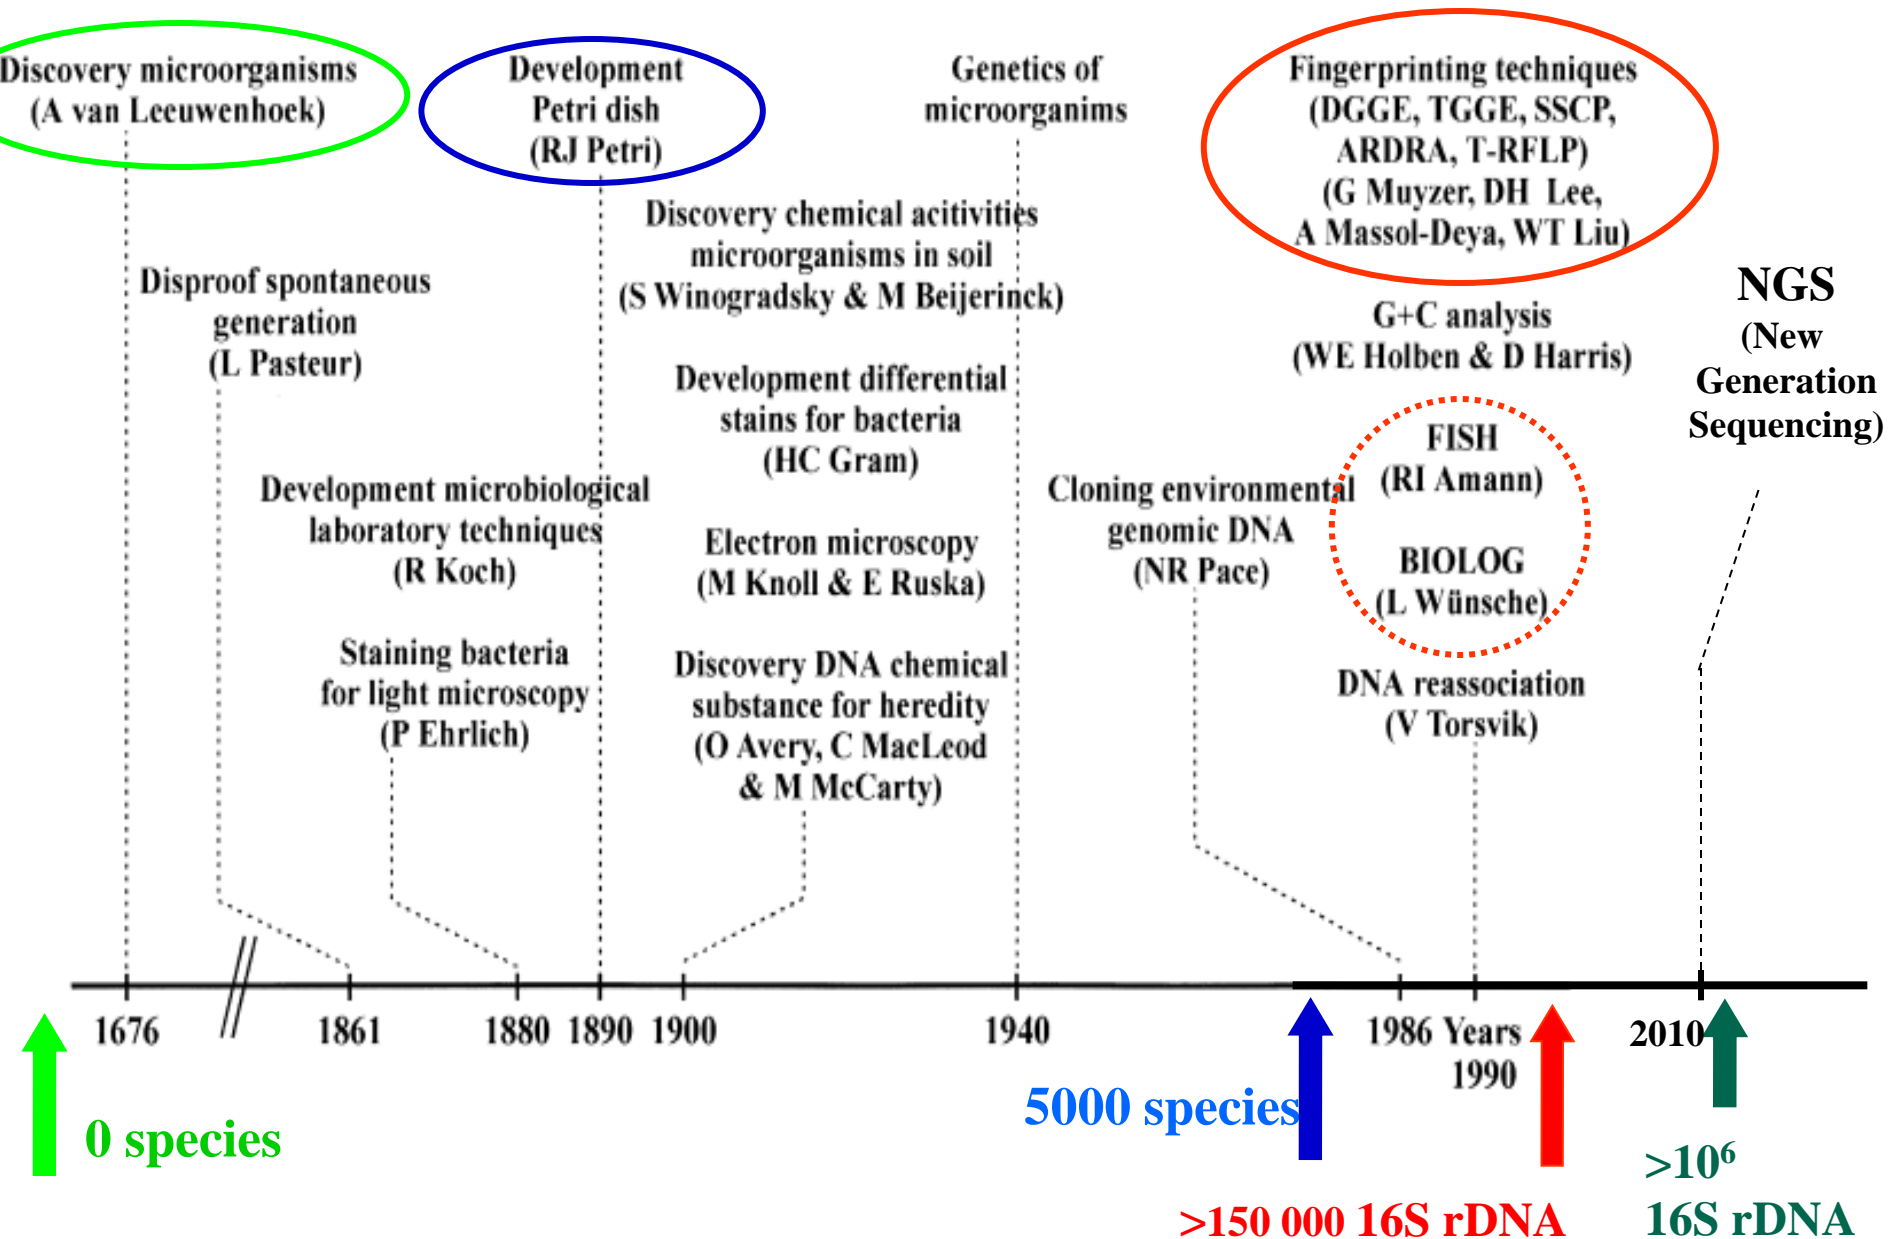 Discovery microorganisms
(A van Leeuwenhoek)
Disproof spontaneous
generation
(L Pasteur)
Development microbiological
laboratory techniques
(R Koch)
Staining bacteria
for light microscopy
(P Ehrlich)
Development
Petri dish
(RJ Petri)
Discovery chemical acitivities
microorganisms in soil
(S Winogradsky & M Beijerinck)
Development differential
stains for bacteria
(HC Gram)
Electron microscopy
(M Knoll & E Ruska)
Discovery DNA chemical
substance for heredity
(O Avery, C MacLeod
& M McCarty)
Genetics of
microorganims
Cloning environmental
genomic DNA
(NR Pace)
Fingerprinting techniques
(DGGE, TGGE, SSCP,
ARDRA, T-RFLP)
(G Muyzer, DH Lee,
A Massol-Deya, WT Liu)
G+C analysis
(WE Holben & D Harris)
FISH
(RI Amann)
BIOLOG
(L Wünsche)
DNA reassociation
(V Torsvik)
NGS
(New
Generation
Sequencing)
1676 // 1861 1880 1890 1900 1940 1986 Years 2010
1990
0 species
5000 species
>150 000 16S rDNA
>10⁶
16S rDNA